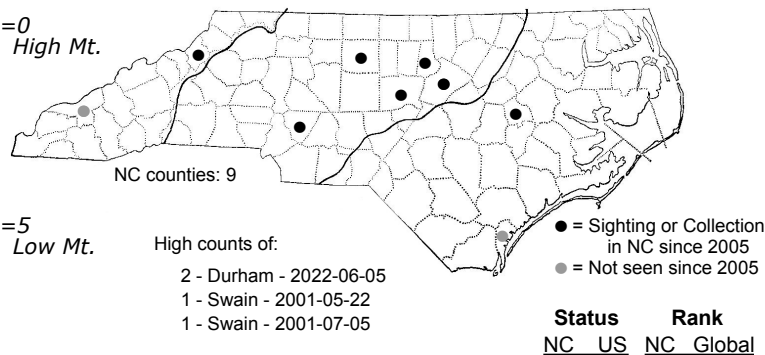 =0
High Mt.
NC counties: 9
=5
Low Mt.
High counts of:
2 - Durham - 2022-06-05
1 - Swain - 2001-05-22
1 - Swain - 2001-07-05
= Sighting or Collection
in NC since 2005
= Not seen since 2005
Status Rank
NC US NC Global